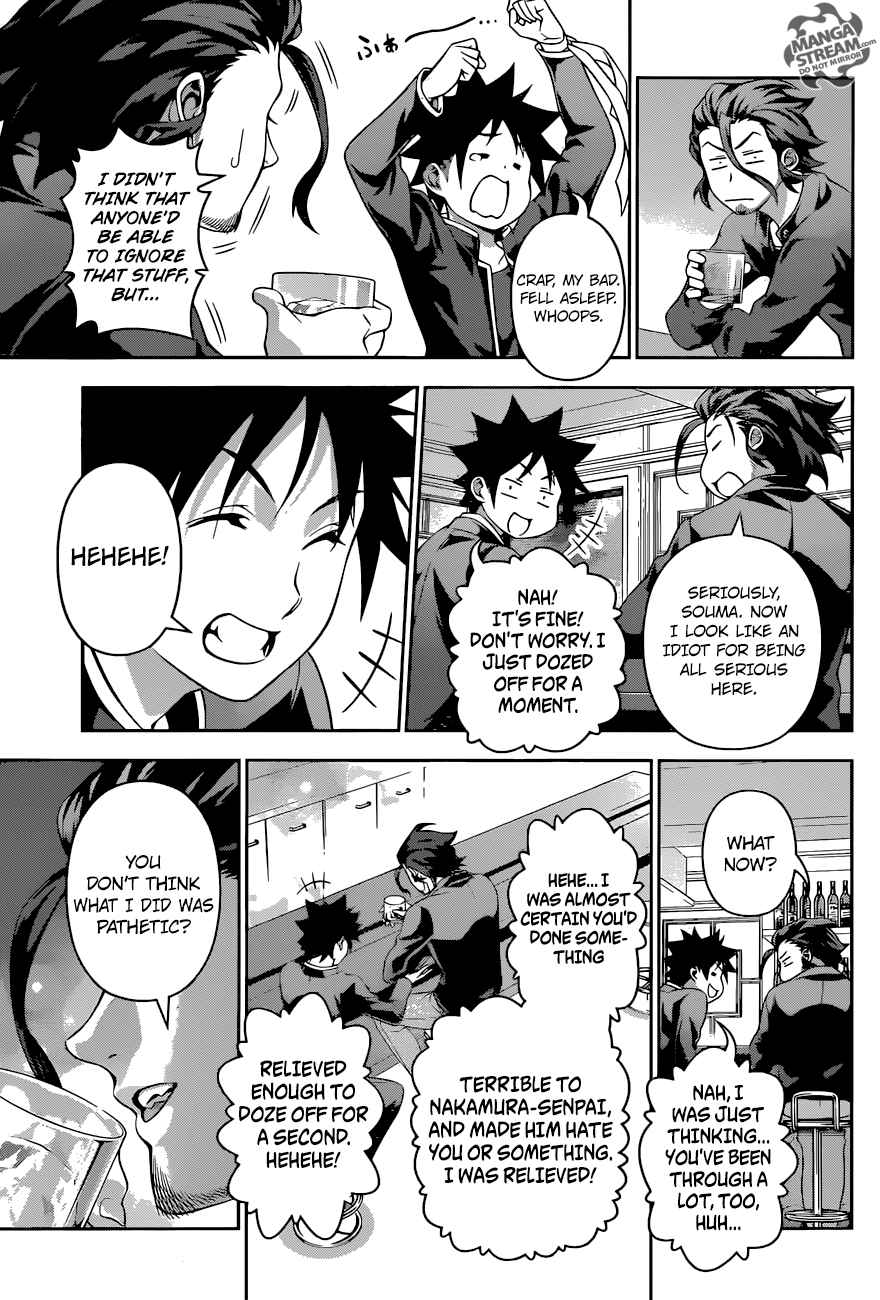 MANGA
STREAM.com
DO NOT MIRROR
ふぁ
CRAP, MY BAD.
FELL ASLEEP.
WHOOPS.
I DIDN'T
THINK THAT
ANYONE'D
BE ABLE
TO IGNORE
THAT STUFF,
BUT...
SERIOUSLY,
SOUMA. NOW
I LOOK LIKE AN
IDIOT FOR BEING
ALL SERIOUS
HERE.
NAH!
IT'S FINE!
DON'T WORRY. I
JUST DOZED
OFF FOR A
MOMENT.
HEHEHE!
WHAT
NOW?
NAH, I
WAS JUST
THINKING...
YOU'VE BEEN
THROUGH A
LOT, TOO,
HUH...
HEHE... I
WAS ALMOST
CERTAIN YOU'D
DONE SOME-
THING
TERRIBLE TO
NAKAMURA-SENPAI,
AND MADE HIM HATE
YOU OR SOMETHING.
I WAS RELIEVED!
RELIEVED
ENOUGH TO
DOZE OFF FOR
A SECOND.
HEHEHE!
YOU
DON'T THINK
WHAT I DID WAS
PATHETIC?